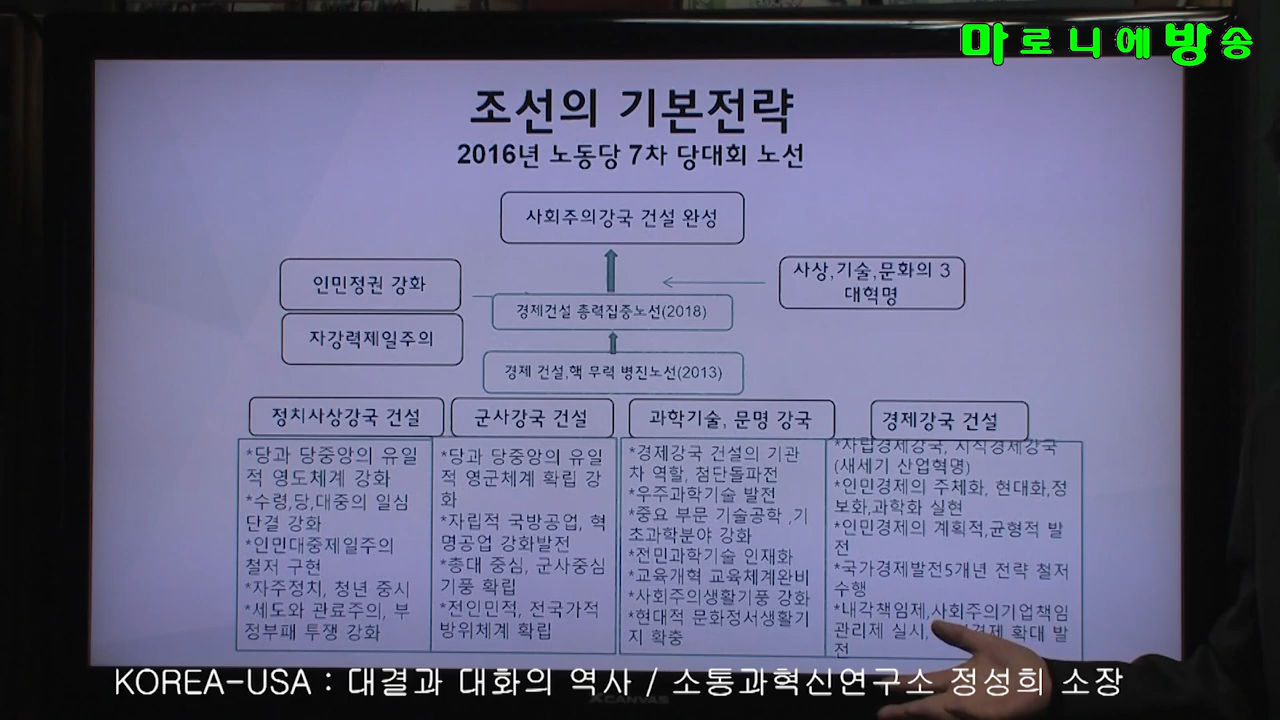 마로니에방송
조선의 기본전략
2016년 노동당 7차 당대회 노선
사회주의강국 건설 완성
인민정권 강화
사상,기술,문화의 3
대혁명
경제건설 총력집중노선(2018)
자강력제일주의
경제 건설,핵 무력 병진노선(2013)
정치사상강국 건설
군사강국 건설
과학기술, 문명 강국
경제강국 건설
*당과 당중앙의 유일
적 영도체계 강화
*수령,당,대중의 일심
단결 강화
*인민대중제일주의
철저 구현
*자주정치, 청년 중시
*세도와 관료주의, 부
정부패 투쟁 강화
*당과 당중앙의 유일
적 영군체계 확립 강
화
*자립적 국방공업, 혁
명공업 강화발전
*총대 중심, 군사중심
기풍 확립
*전인민적, 전국가적
방위체계 확립
*경제강국 건설의 기관
차 역할, 첨단돌파전
*우주과학기술 발전
*중요 부문 기술공학 ,기
초과학분야 강화
*전민과학기술 인재화
*교육개혁 교육체계완비
*사회주의생활기풍 강화
*현대적 문화정서생활기
지 확충
*자립경제강국, 지식경제강국
(새세기 산업혁명)
*인민경제의 주체화, 현대화,정
보화,과학화 실현
*인민경제의 계획적,균형적 발
전
*국가경제발전5개년 전략 철저
수행
*내각책임제,사회주의기업책임
관리제 실시, 경제 확대 발
전
KOREA-USA : 대결과 대화의 역사 / 소통과혁신연구소 정성희 소장
XCANVAS